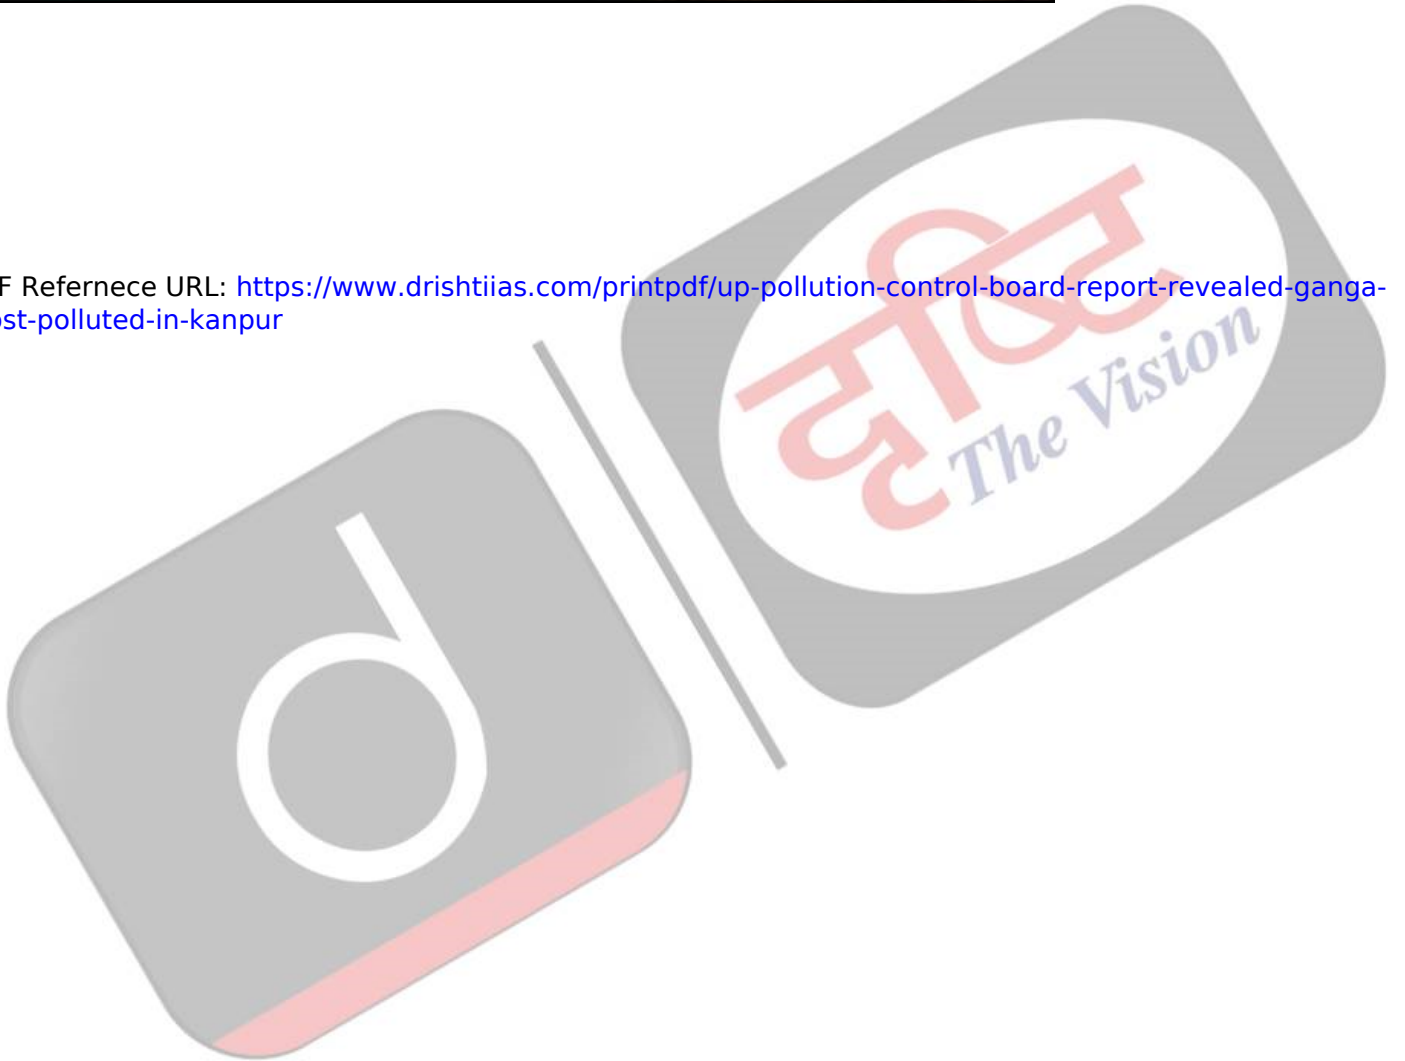 F Refernece URL: https://www.drishtiias.com/printpdf/up-pollution-control-board-report-revealed-ganga-
ost-polluted-in-kanpur
दृष्टि
The Vision
d